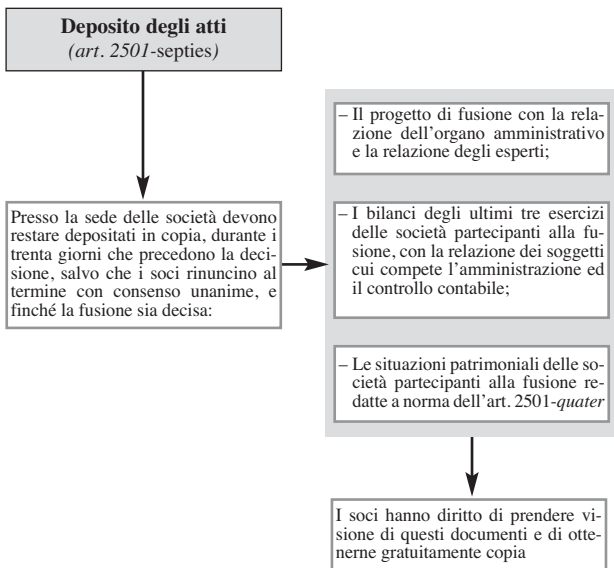 Deposito degli atti
(art. 2501-septies)
Presso la sede delle società devono
restare depositati in copia, durante i
trenta giorni che precedono la deci-
sione, salvo che i soci rinuncino al
termine con consenso unanime, e
finché la fusione sia decisa:
– Il progetto di fusione con la rela-
zione dell'organo amministrativo
e la relazione degli esperti;
– I bilanci degli ultimi tre esercizi
delle società partecipanti alla fu-
sione, con la relazione dei soggetti
cui compete l'amministrazione ed
il controllo contabile;
– Le situazioni patrimoniali delle so-
cietà partecipanti alla fusione re-
datte a norma dell'art. 2501-quater
I soci hanno diritto di prendere vi-
sione di questi documenti e di otte-
nerne gratuitamente copia